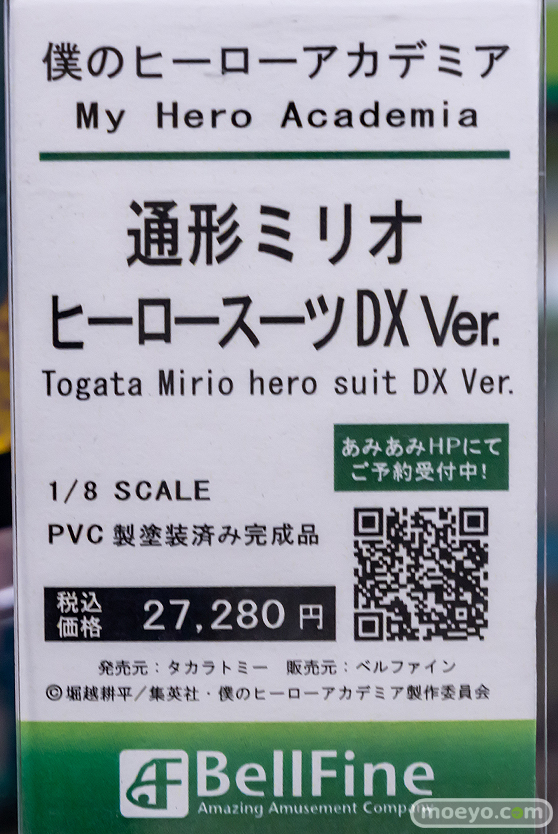 僕のヒーローアカデミア
My Hero Academia
通形ミリオ
ヒーロースーツ DX Ver.
Togata Mirio hero suit DX Ver.
あみあみHPにて
ご予約受付中!
1/8 SCALE
PVC 製塗装済み完成品
税込
価格
27,280 円
発売元:タカラトミー 販売元:ベルファイン
©堀越耕平/集英社・僕のヒーローアカデミア製作委員会
BellFine
Amazing Amusement Company
moeyo.com